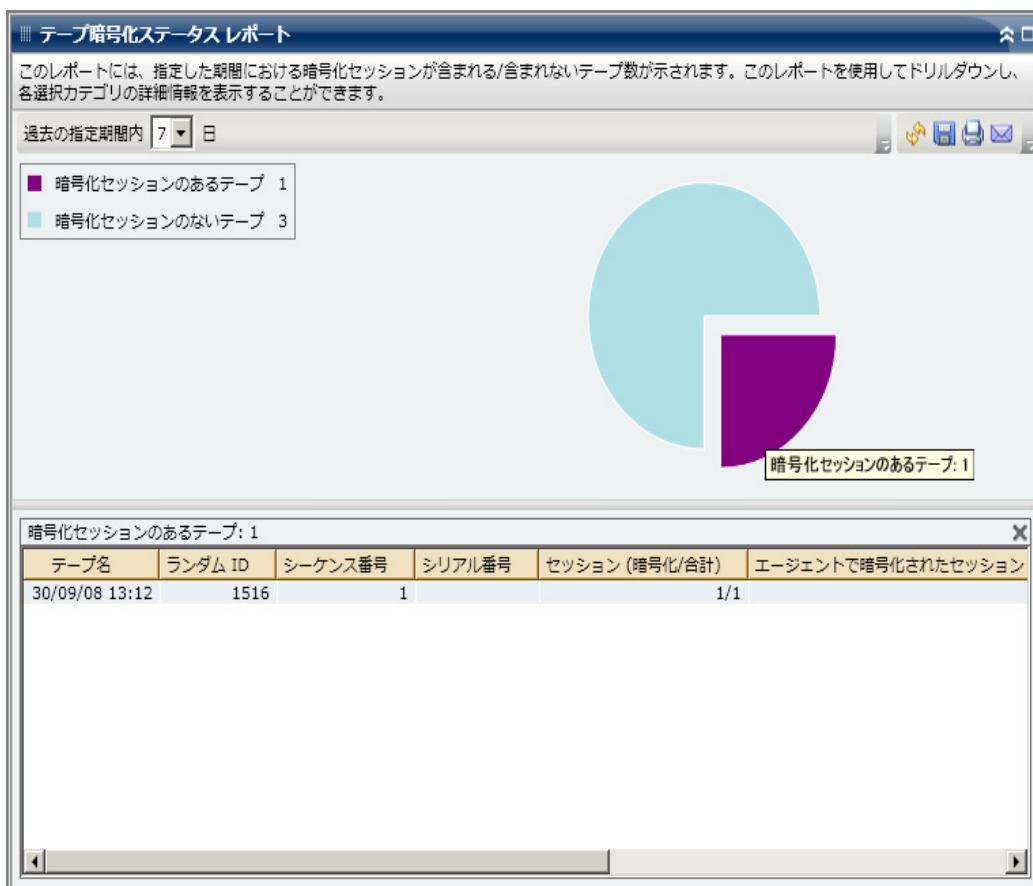 テープ暗号化ステータス レポート
このレポートには、指定した期間における暗号化セッションが含まれる/含まれないテープ数が示されます。このレポートを使用してドリルダウンし、
各選択カテゴリの詳細情報を表示することができます。
過去の指定期間内 7 日
暗号化セッションのあるテープ 1
暗号化セッションのないテープ 3
暗号化セッションのあるテープ: 1
暗号化セッションのあるテープ: 1
テープ名 ランダム ID シーケンス番号 シリアル番号 セッション (暗号化/合計) エージェントで暗号化されたセッション
30/09/08 13:12 1516 1 1/1